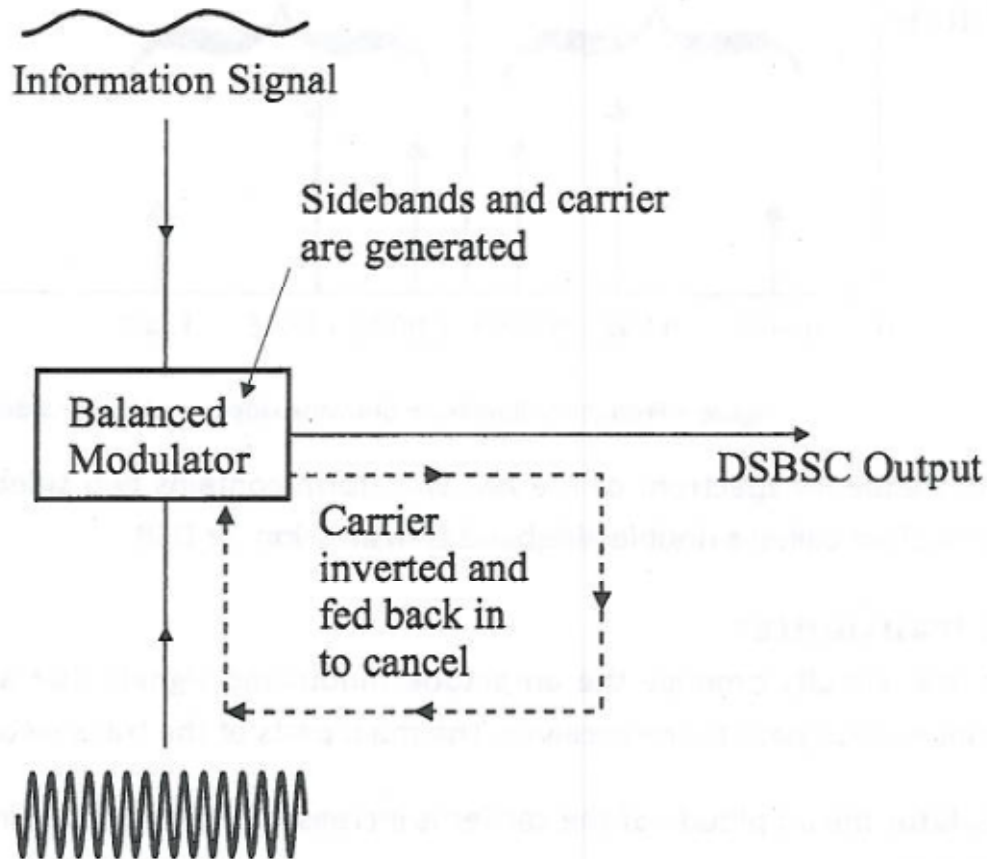 Information Signal
Sidebands and carrier
are generated
Balanced
Modulator
DSBSC Output
Carrier
inverted and
fed back in
to cancel